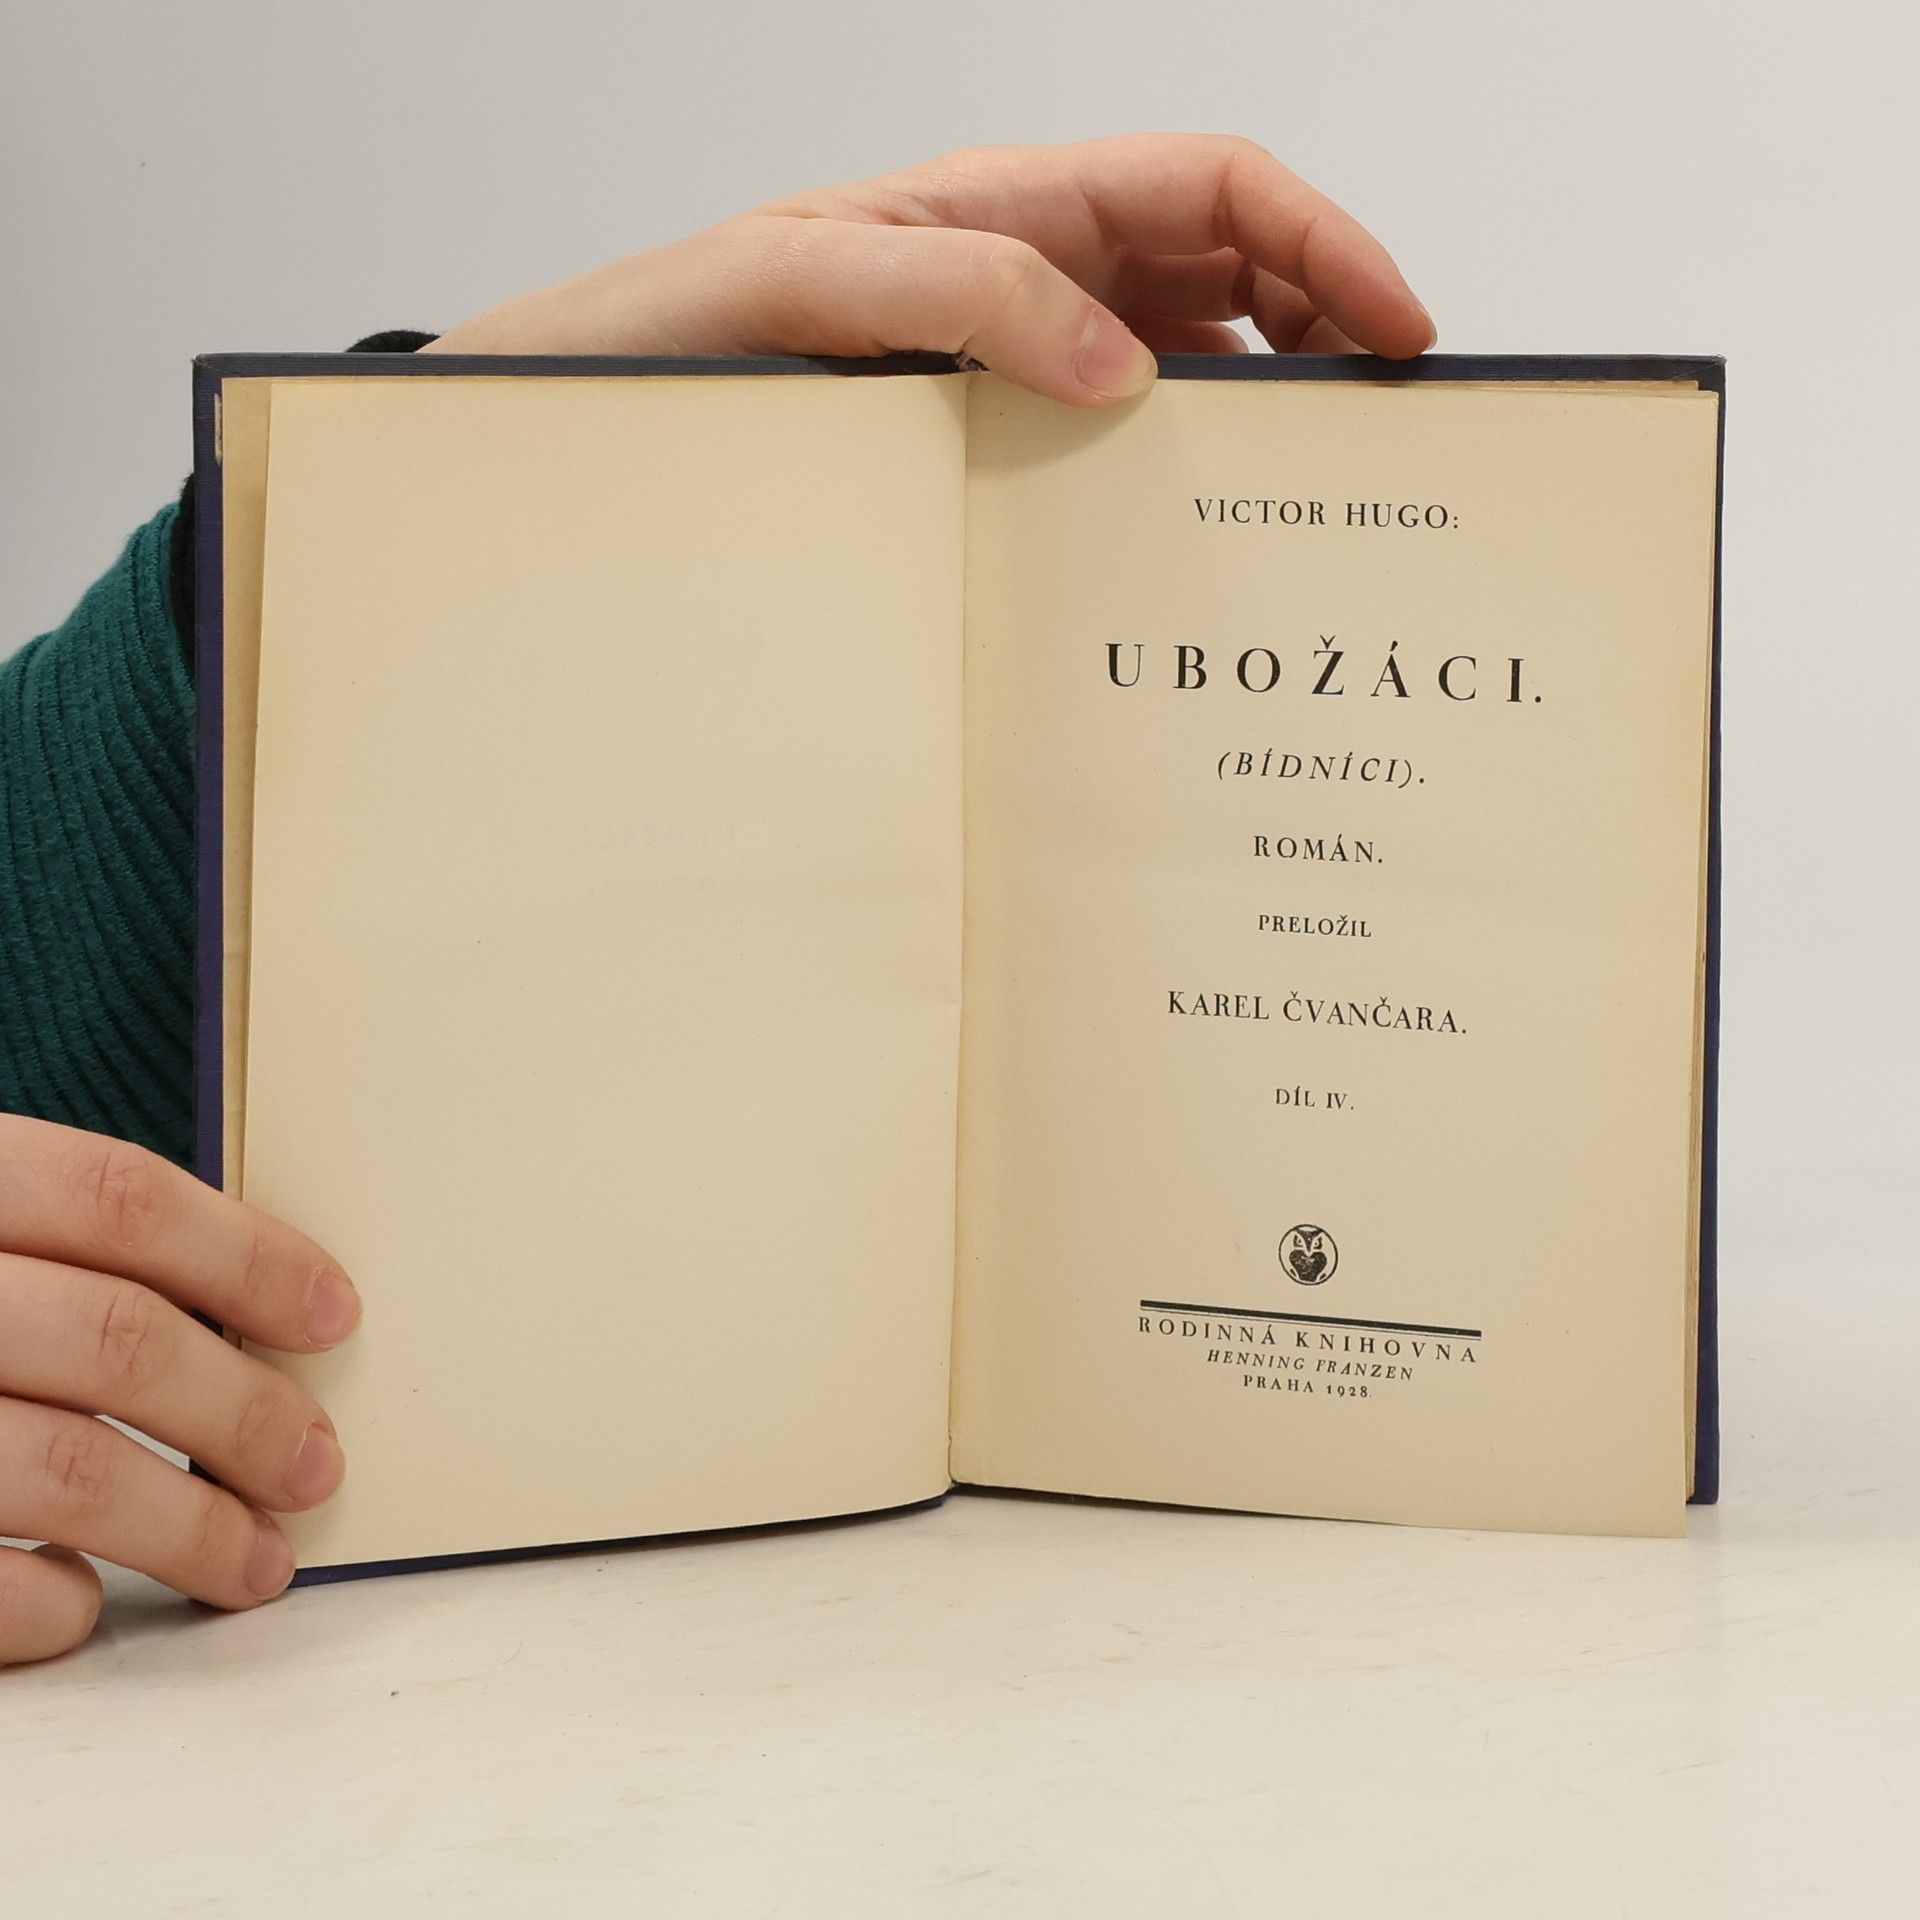 VICTOR HUGO:
UBOŽÁCI.
(BÍDNÍCI).
ROMÁN.
PRELOŽIL
KAREL ČVANČARA.
DÍL IV.
RODINNÁ KNIHOVNA
HENNING FRANZEN
PRAHA 1928.